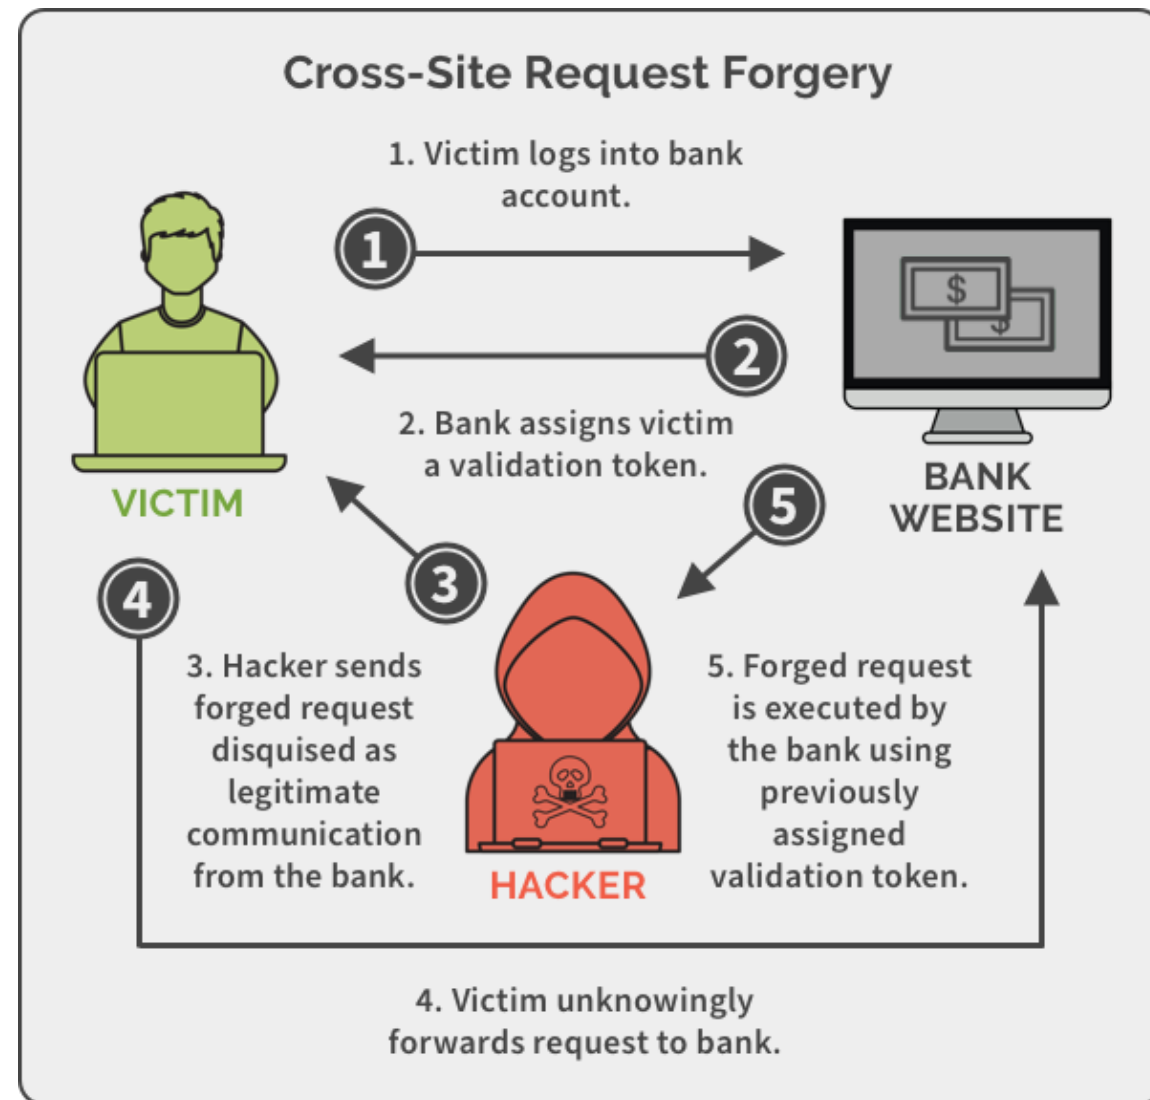 Cross-Site Request Forgery
1. Victim logs into bank
account.
1
$
$
2
2. Bank assigns victim
a validation token.
VICTIM
BANK
WEBSITE
5
3
4
3. Hacker sends
forged request
disquised as
legitimate
communication
from the bank.
5. Forged request
is executed by
the bank using
previously
assigned
validation token.
HACKER
4. Victim unknowingly
forwards request to bank.